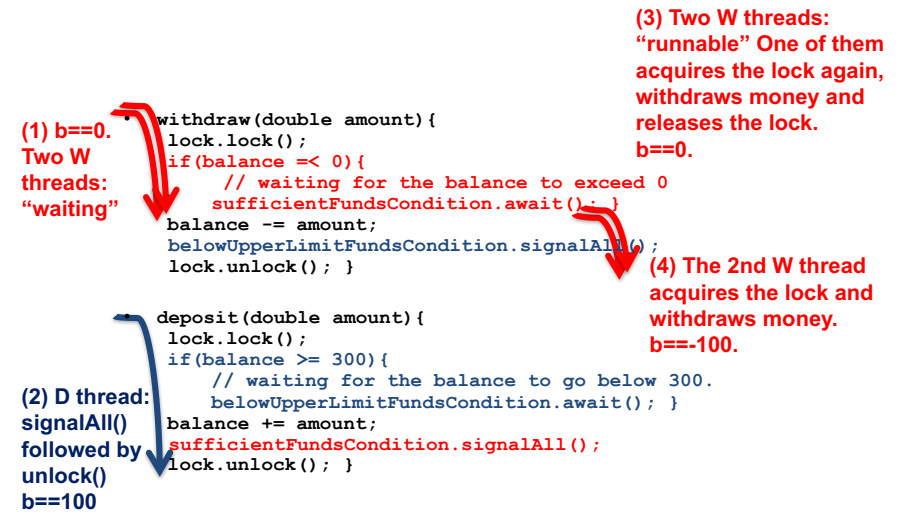 (3) Two W threads:
“runnable” One of them
acquires the lock again,
withdraws money and
releases the lock.
b==0.
(1) b==0.
Two W
threads:
“waiting”
• withdraw(double amount){
lock.lock();
if(balance =< 0){
// waiting for the balance to exceed 0
sufficientFundsCondition.await(); }
balance -= amount;
belowUpperLimitFundsCondition.signalAll();
lock.unlock(); }
(4) The 2nd W thread
acquires the lock and
withdraws money.
b==-100.
• deposit(double amount){
lock.lock();
if(balance >= 300){
// waiting for the balance to go below 300.
belowUpperLimitFundsCondition.await(); }
balance += amount;
sufficientFundsCondition.signalAll();
lock.unlock(); }
(2) D thread:
signalAll()
followed by
unlock()
b==100